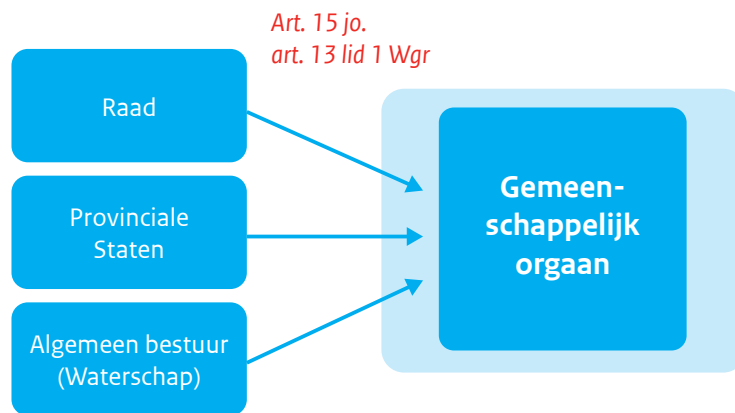 Art. 15 jo.
art. 13 lid 1 Wgr
Raad
Provinciale
Staten
Algemeen bestuur
(Waterschap)
Gemeen-
schappelijk
orgaan